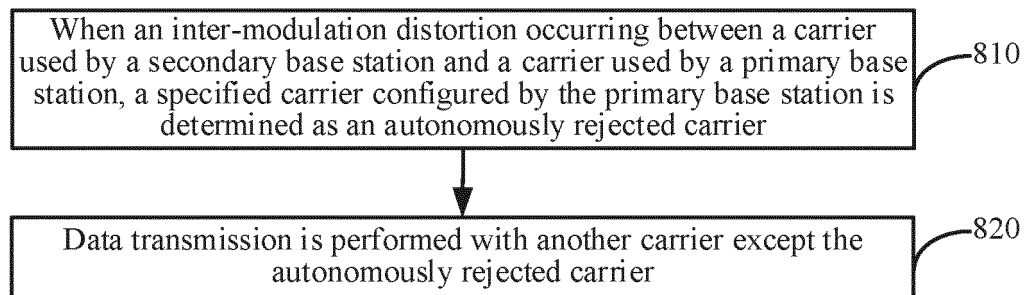 When an inter-modulation distortion occurring between a carrier
used by a secondary base station and a carrier used by a primary base
station, a specified carrier configured by the primary base station is
determined as an autonomously rejected carrier
810
Data transmission is performed with another carrier except the
autonomously rejected carrier
820